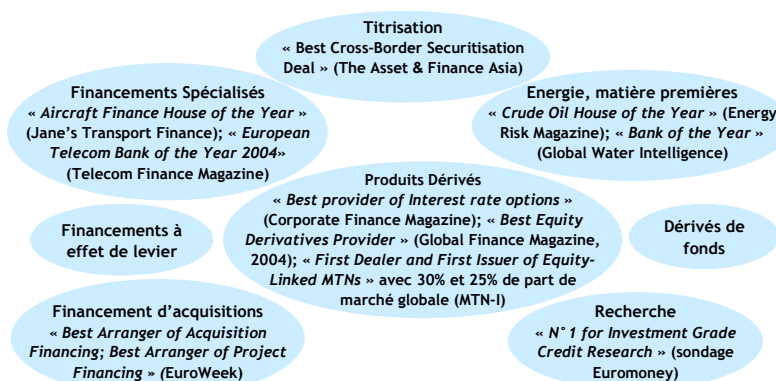 Titrisation
« Best Cross-Border Securitisation
Deal » (The Asset & Finance Asia)
Financements Spécialisés
« Aircraft Finance House of the Year »
(Jane's Transport Finance); « European
Telecom Bank of the Year 2004»
(Telecom Finance Magazine)
Energie, matière premières
« Crude Oil House of the Year » (Energy
Risk Magazine); « Bank of the Year »
(Global Water Intelligence)
Produits Dérivés
« Best provider of Interest rate options »
(Corporate Finance Magazine); « Best Equity
Derivatives Provider » (Global Finance Magazine,
2004); « First Dealer and First Issuer of Equity-
Linked MTNs » avec 30% et 25% de part de
marché globale (MTN-I)
Financements à
effet de levier
Dérivés de
fonds
Financement d'acquisitions
« Best Arranger of Acquisition
Financing; Best Arranger of Project
Financing » (EuroWeek)
Recherche
« N°1 for Investment Grade
Credit Research » (sondage
Euromoney)